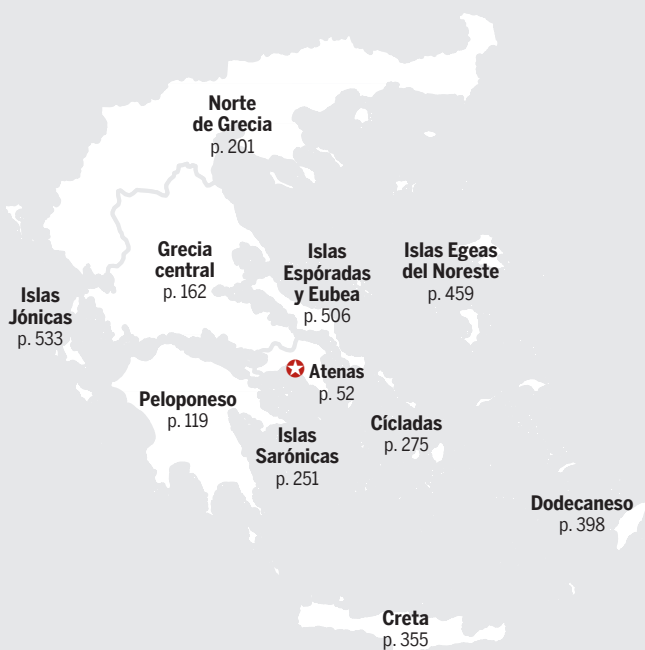 Norte
de Grecia
p. 201
Grecia
central
p. 162
Islas
Espóradas
y Eubea
p. 506
Islas Egeas
del Noreste
p. 459
Islas
Jónicas
p. 533
Atenas
p. 52
Peloponeso
p. 119
Islas
Sarónicas
p. 251
Cícladas
p. 275
Dodecaneso
p. 398
Creta
p. 355